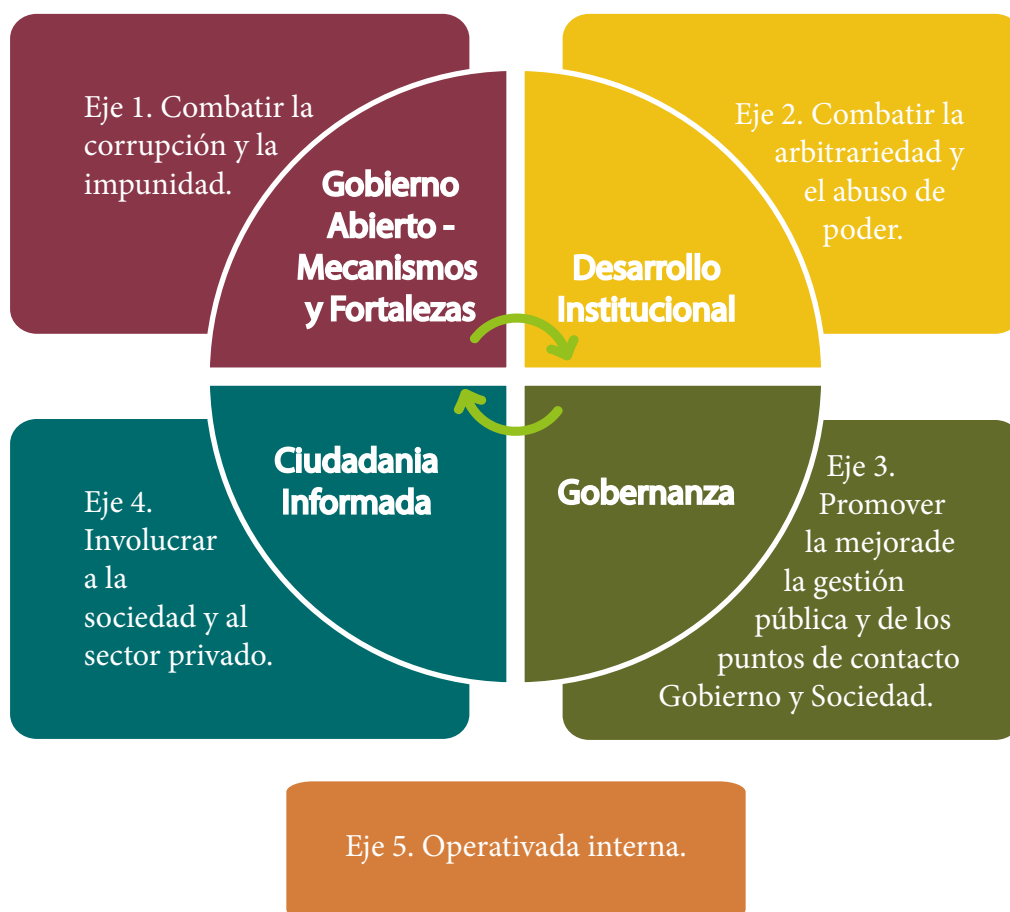 Eje 1. Combatir la
corrupción y la
impunidad.
Gobierno
Abierto -
Mecanismos
y Fortalezas
Eje 2. Combatir la
arbitrariedad y
el abuso de
poder.
Desarrollo
Institucional
Ciudadania
Informada
Eje 4.
Involucrar
a la
sociedad y al
sector privado.
Gobernanza
Eje 3.
Promover
la mejorade
la gestión
pública y de los
puntos de contacto
Gobierno y Sociedad.
Eje 5. Operativada interna.